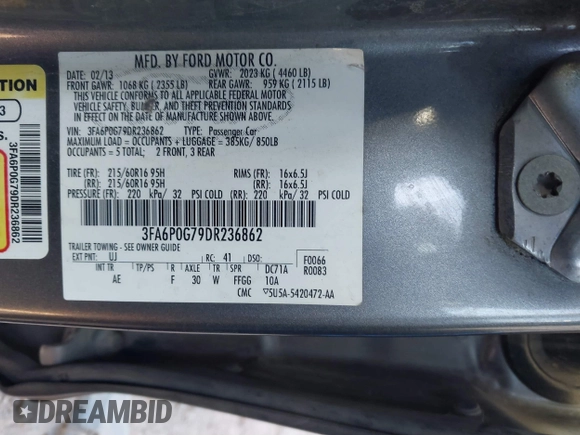 MFD. BY FORD MOTOR CO.
DATE: 02/13 GVWR: 2023 KG ( 4460 LB)
FRONT GAWR: 1068 KG ( 2355 LB) REAR GAWR: 959 KG ( 2115 LB)
THIS VEHICLE CONFORMS TO ALL APPLICABLE FEDERAL MOTOR
VEHICLE SAFETY, BUMPER, AND THEFT PREVENTION STANDARDS
IN EFFECT ON THE DATE OF MANUFACTURE SHOWN ABOVE.
VIN: 3FA6P0G79DR236862 TYPE: Passenger Car
MAXIMUM LOAD = OCCUPANTS + LUGGAGE = 385KG/ 850LB
OCCUPANTS = 5 TOTAL; 2 FRONT, 3 REAR
TIRE (FR): 215/60R16 95H RIMS (FR): 16x6.5J
(RR): 215/60R16 95H (RR): 16x6.5J
PRESSURE (FR): 220 kPa/ 32 PSI COLD (RR): 220 kPa/ 32 PSI COLD
3FA6P0G79DR236862
TRAILER TOWING - SEE OWNER GUIDE
EXT PNT: UJ RC: 41 DSO: F0066
INT TR TP/PS R AXLE TR SPR DC71A R0083
AE F 30 W FFGG 10A
CMC 5U5A-5420472-AA
TION
3
S.
3FA6P0G79DR236862
DREAMBID